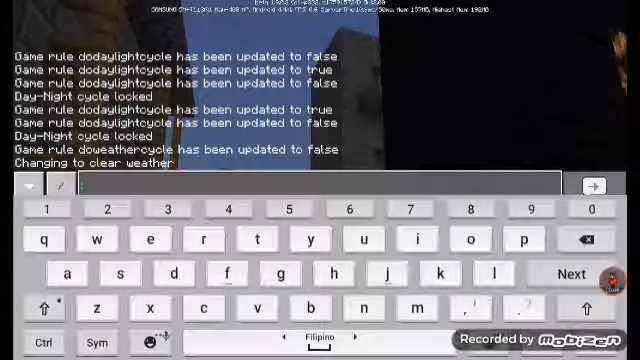 Game rule dodaylightcycle has been updated to false
Game rule dodaylightcycle has been updated to true
Game rule dodaylightcycle has been updated to false
Day-Night cycle locked
Game rule dodaylightcycle has been updated to true
Game rule dodaylightcycle has been updated to false
Day-Night cycle locked
Game rule doweathercycle has been updated to false
Changing to clear weather
/
1 2 3 4 5 6 7 8 9 0
q w e r t y u i o p
a s d f g h j k l Next
z x c v b n m , ! . ?
Ctrl Sym Filipino
Recorded by Mobizen